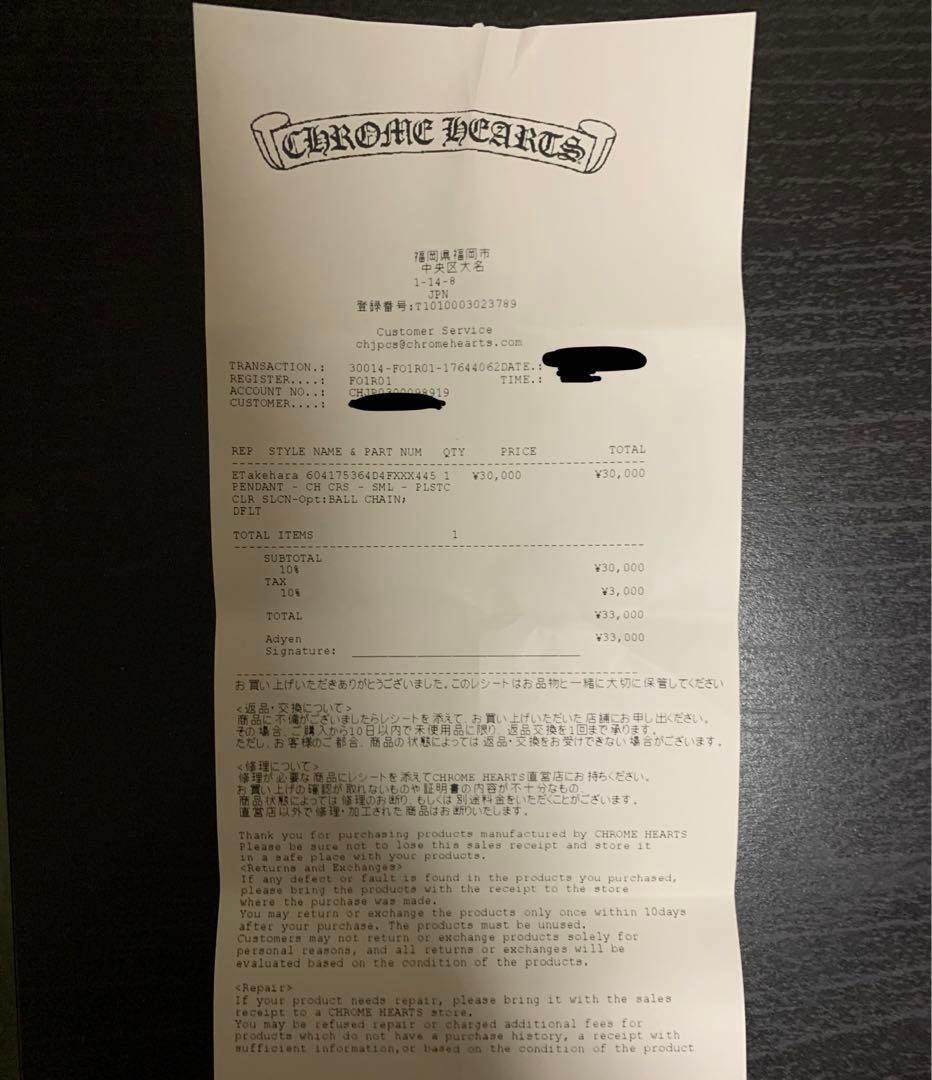 CHROME HEARTS
福岡県福岡市
中央区大名
1-14-8
JPN
登録番号:T1010003023789
Customer Service
chjpcs@chromehearts.com
TRANSACTION.: 30014-F01R01-17644062DATE.:
REGISTER....: F01R01 TIME.:
ACCOUNT NO..:
CUSTOMER....:
REP STYLE NAME & PART NUM QTY PRICE TOTAL
ETakehara 604175364D4FXXX445 1 ¥30,000 ¥30,000
PENDANT - CH CRS - SML - PLSTC
CLR SLCN-Opt:BALL CHAIN;
DFLT
TOTAL ITEMS 1
SUBTOTAL
10% ¥30,000
TAX
10% ¥3,000
TOTAL ¥33,000
Adyen ¥33,000
Signature:
お買い上げいただきありがとうございました。このレシートはお品物と一緒に大切に保管してください
<返品・交換について>
商品に不備がございましたらレシートを添えて、お買い上げいただいた店舗にお申し出ください。
その場合、ご購入から10日以内で未使用品に限り、返品交換を1回まで承ります。
ただし、お客様のご都合、商品の状態によっては返品・交換をお受けできない場合がございます。
<修理について>
修理が必要な商品にレシートを添えてCHROME HEARTS直営店にお持ちください。
お買い上げの確認が取れないものや証明書の内容が不十分なもの、
商品状態によっては修理のお断り、もしくは別途料金をいただくことがございます。
直営店以外で修理・加工された商品はお断りいたします。
Thank you for purchasing products manufactured by CHROME HEARTS
Please be sure not to lose this sales receipt and store it
in a safe place with your products.
<Returns and Exchanges>
If any defect or fault is found in the products you purchased,
please bring the products with the receipt to the store
where the purchase was made.
You may return or exchange the products only once within 10days
after your purchase. The products must be unused.
Customers may not return or exchange products solely for
personal reasons, and all returns or exchanges will be
evaluated based on the condition of the products.
<Repair>
If your product needs repair, please bring it with the sales
receipt to a CHROME HEARTS store.
You may be refused repair or charged additional fees for
products which do not have a purchase history, a receipt with
sufficient information,or based on the condition of the product